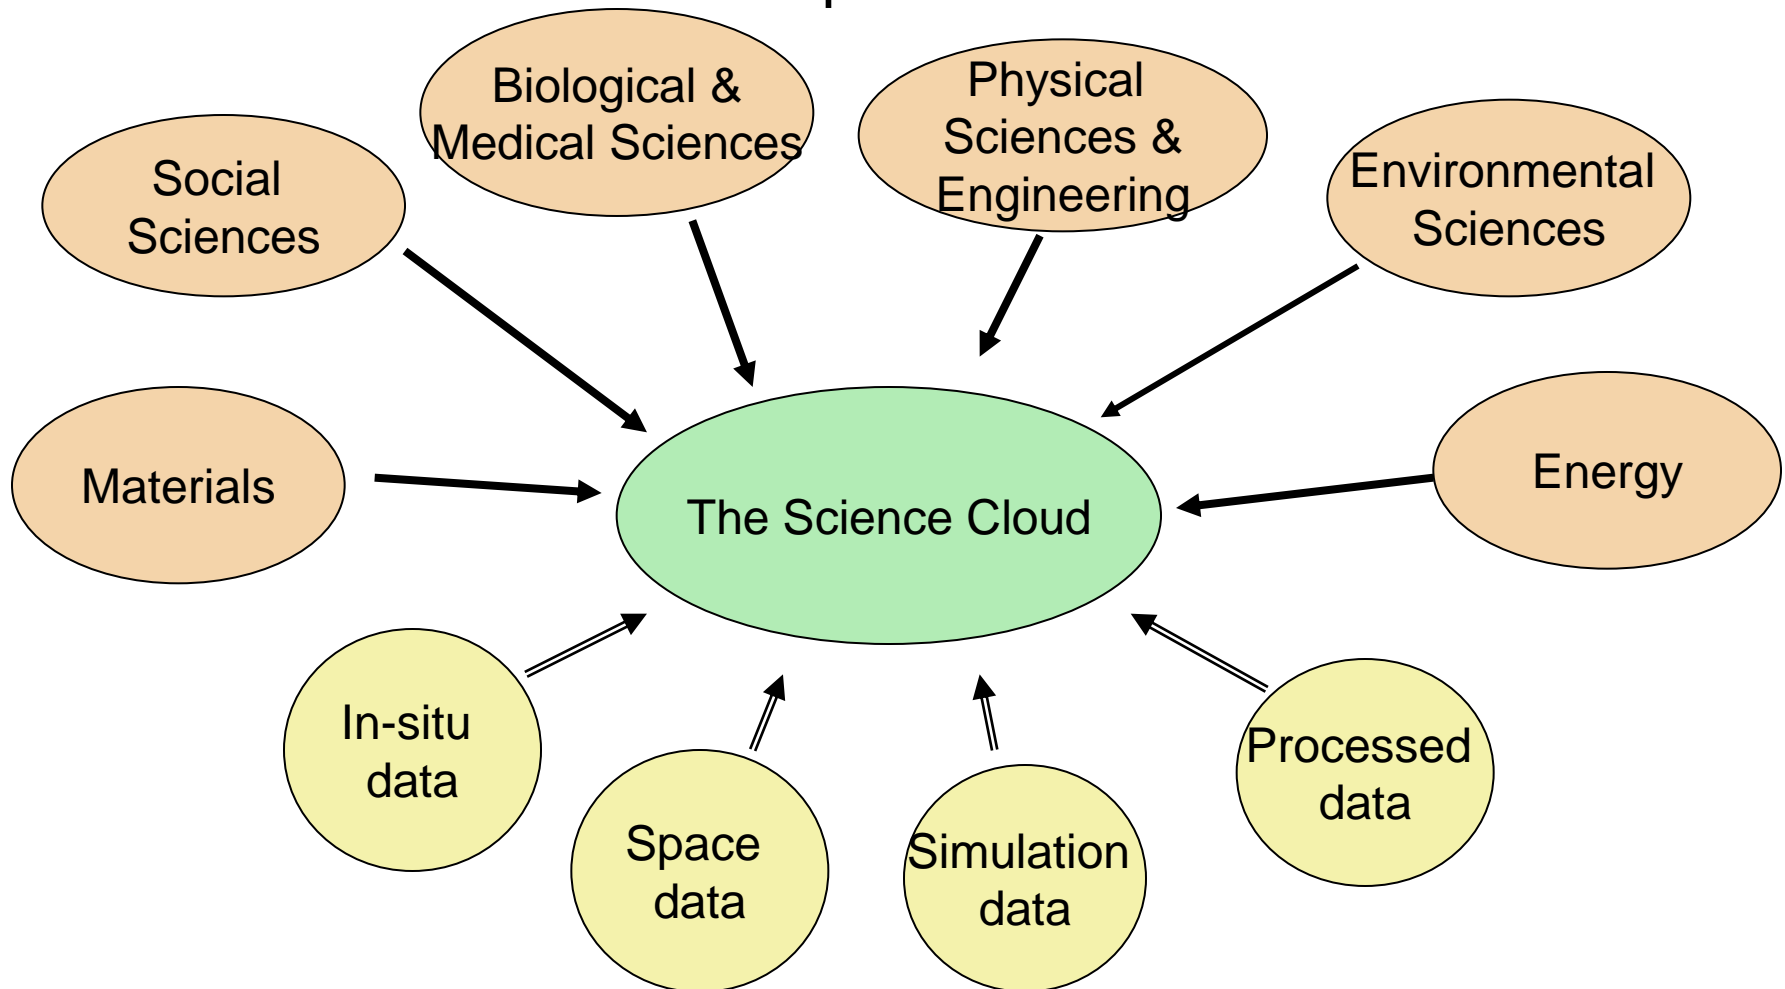 Biological &
Medical Sciences
Physical
Sciences &
Engineering
Social
Sciences
Environmental
Sciences
Materials
Energy
The Science Cloud
In-situ
data
Space
data
Simulation
data
Processed
data